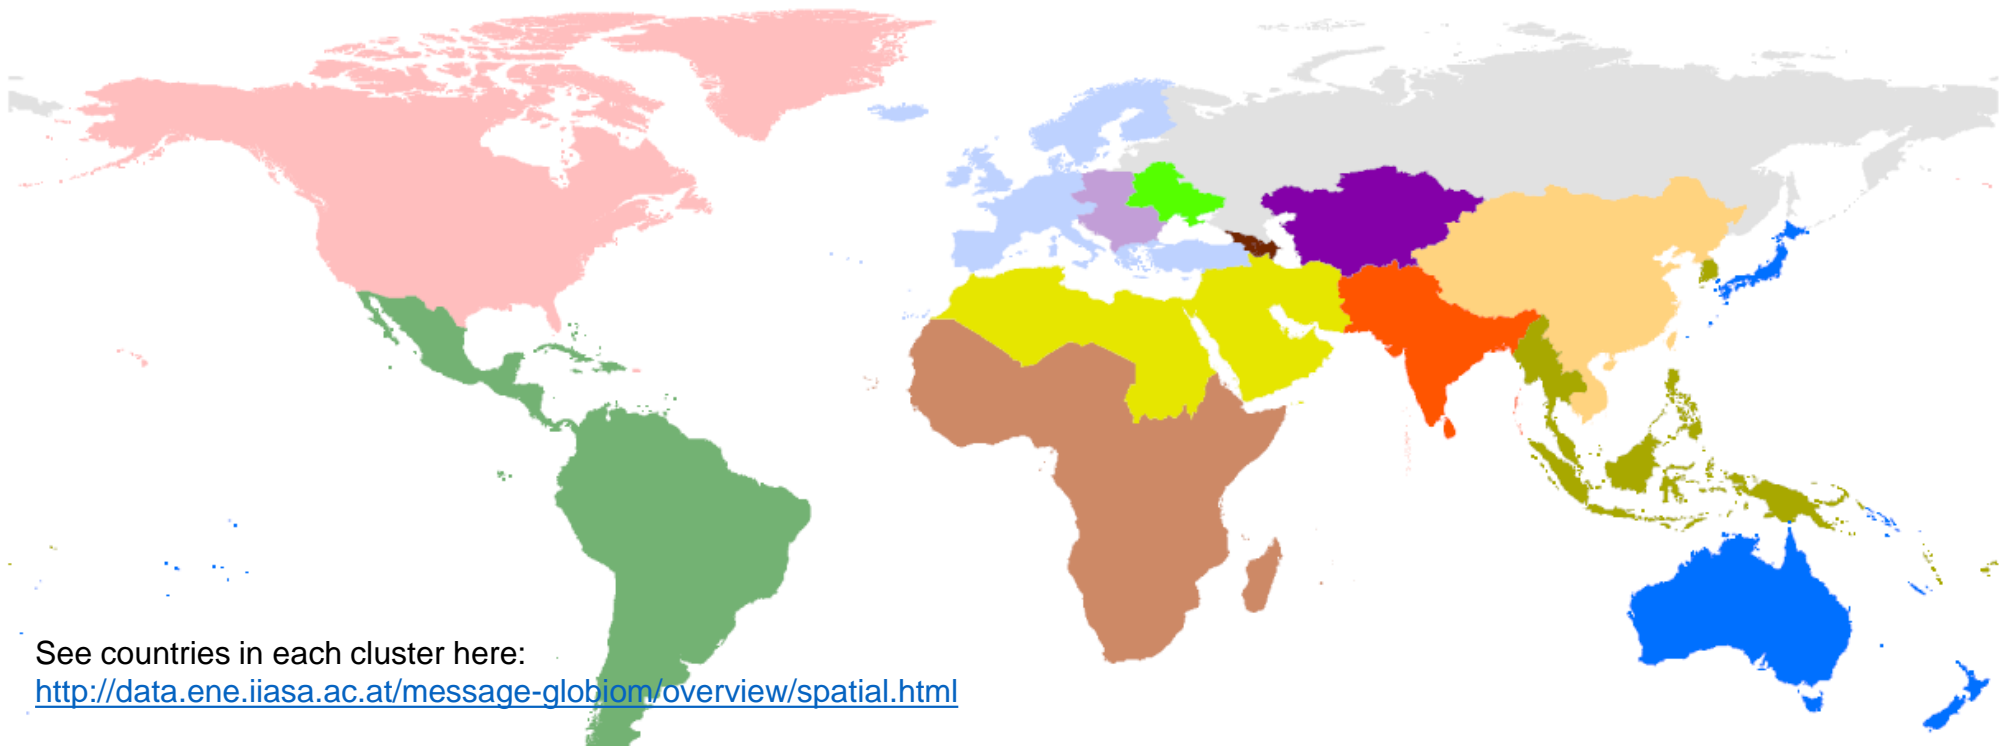 See countries in each cluster here:
http://data.ene.iiasa.ac.at/message-globiom/overview/spatial.html